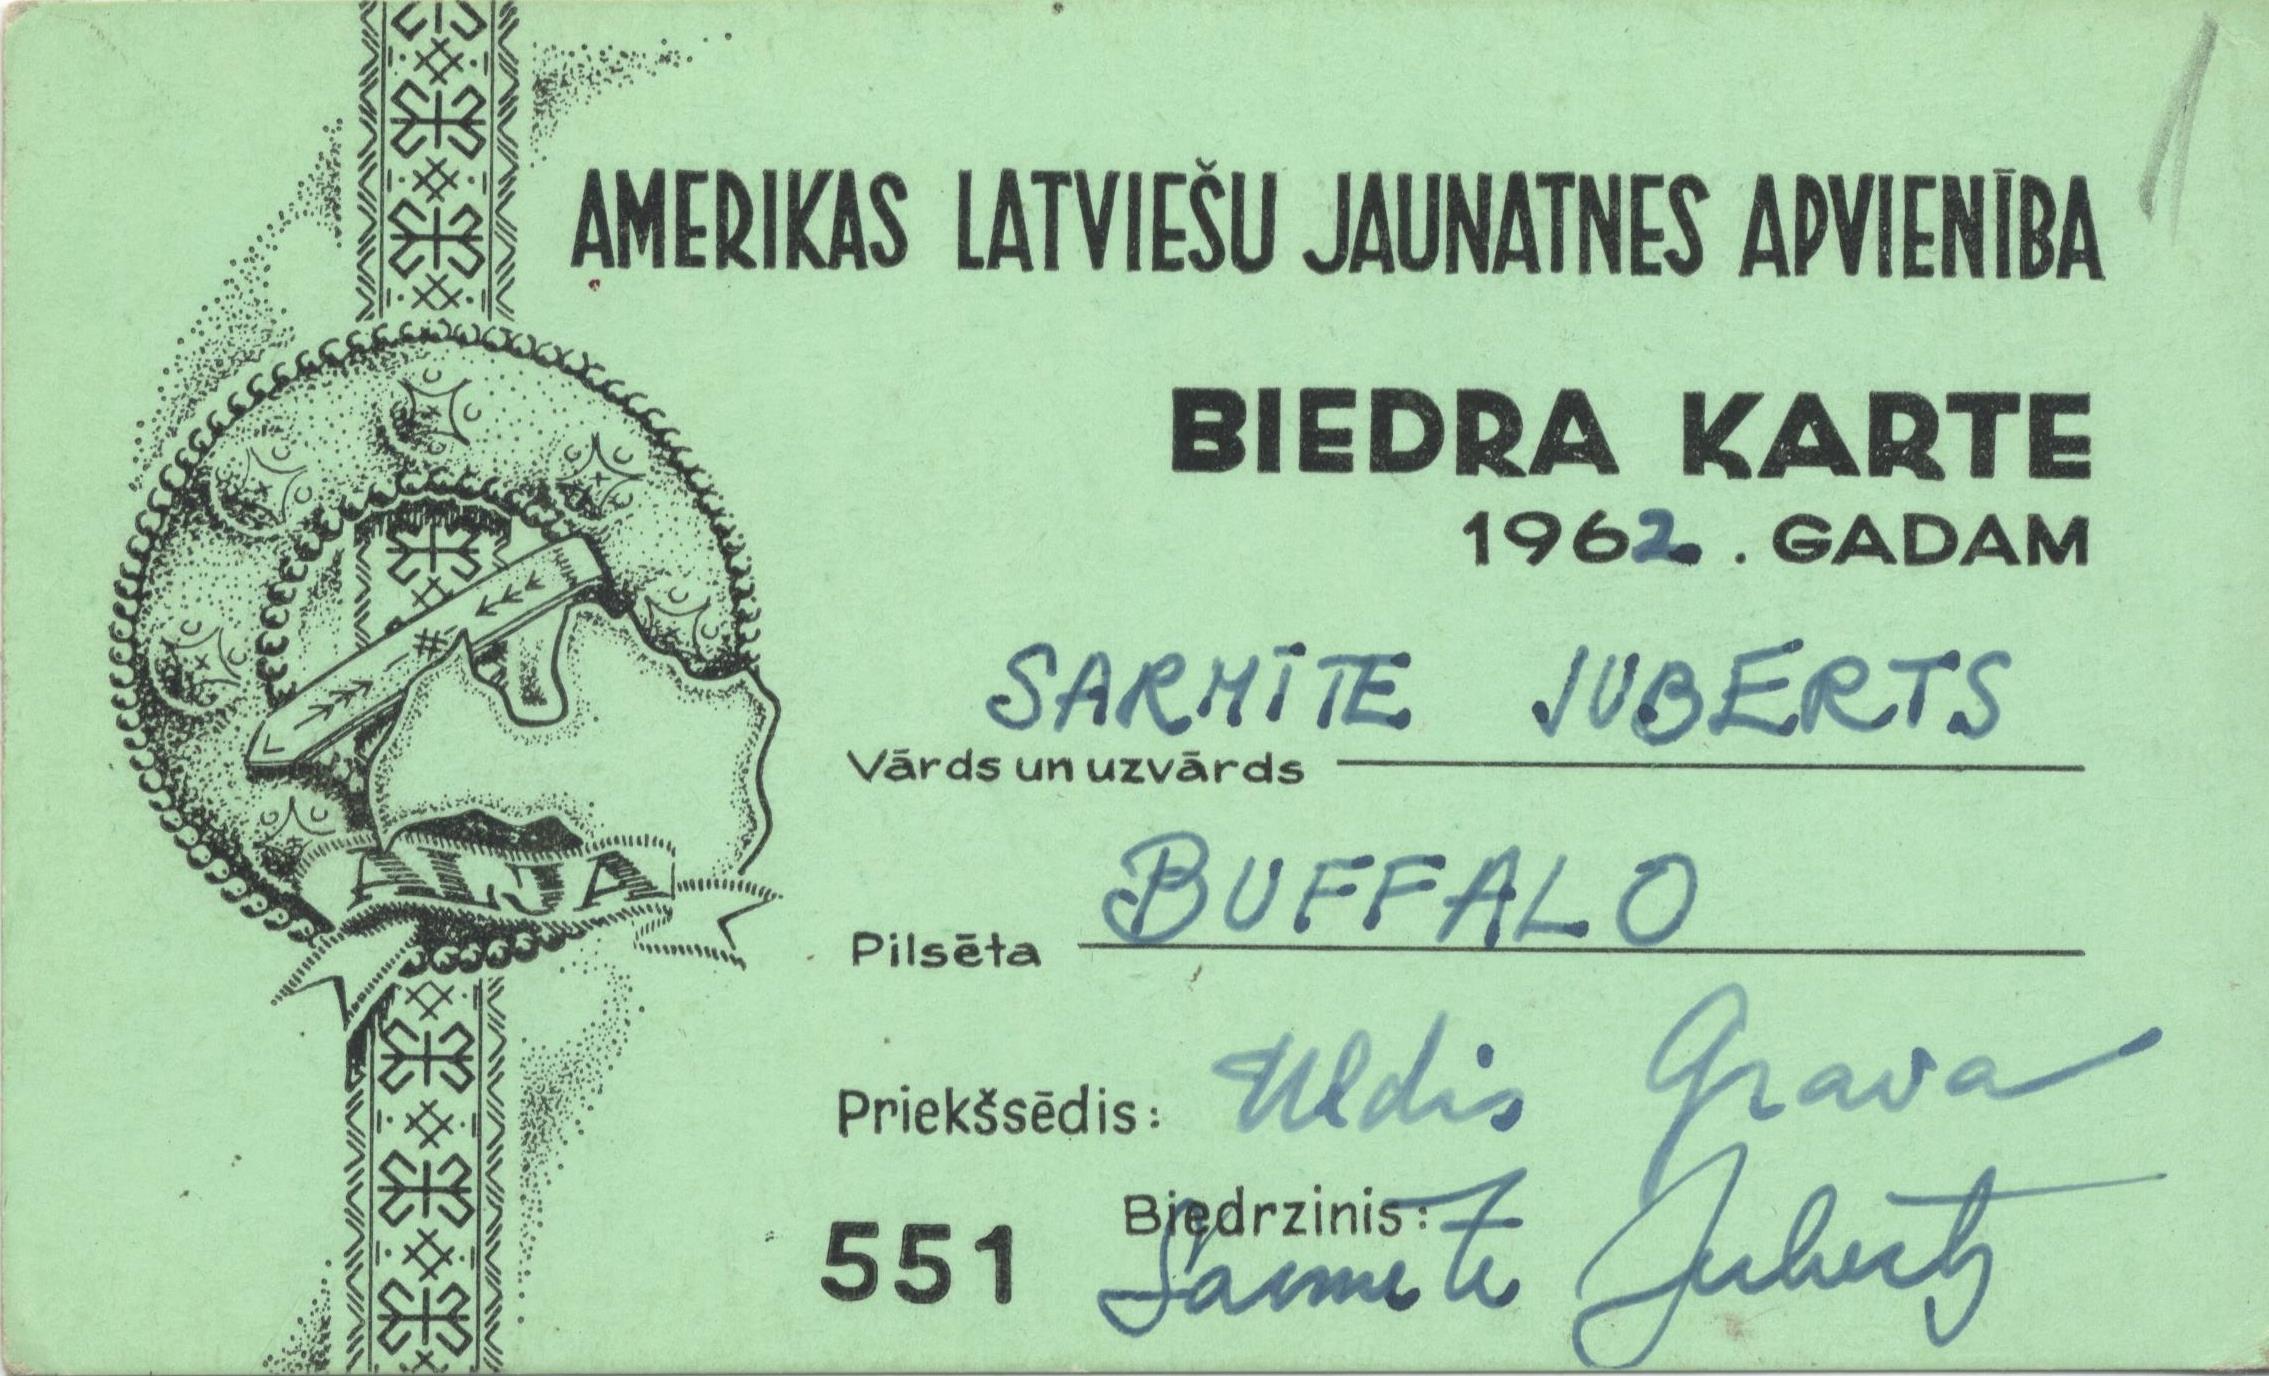 AMERIKAS LATVIEŠU JAUNATNES APVIENĪBA
BIEDRA KARTE
1962. GADAM
SARMĪTE JUBERTS
Vārds un uzvārds
BUFFALO
Pilsēta
ALJA
Priekšsēdis: Uldis Grava
Biedrzinis: Sarmīte Juberts
551